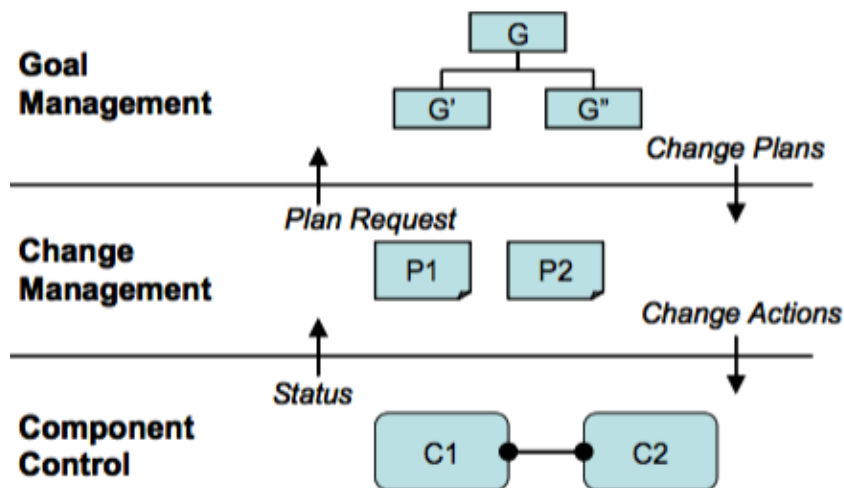 G
Goal
Management
G' G"
Change Plans
Plan Request
Change
Management
P1 P2
Change Actions
Status
Component
Control
C1 C2